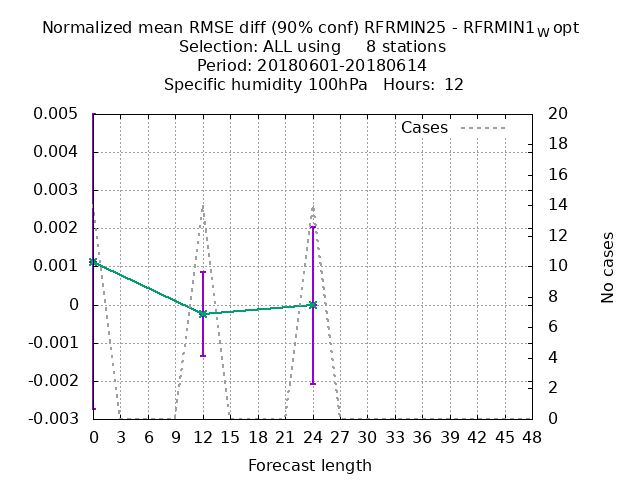 Normalized mean RMSE diff (90% conf) RFRMIN25 - RFRMIN1wopt
Selection: ALL using     8 stations
Period: 20180601-20180614
Specific humidity 100hPa   Hours:  12
Cases
0.005 20
18
0.004 16
0.003 14
0.002 12
0.001 10
0 8
6
-0.001 4
-0.002 2
-0.003 0
No cases
0 3 6 9 12 15 18 21 24 27 30 33 36 39 42 45 48
Forecast length